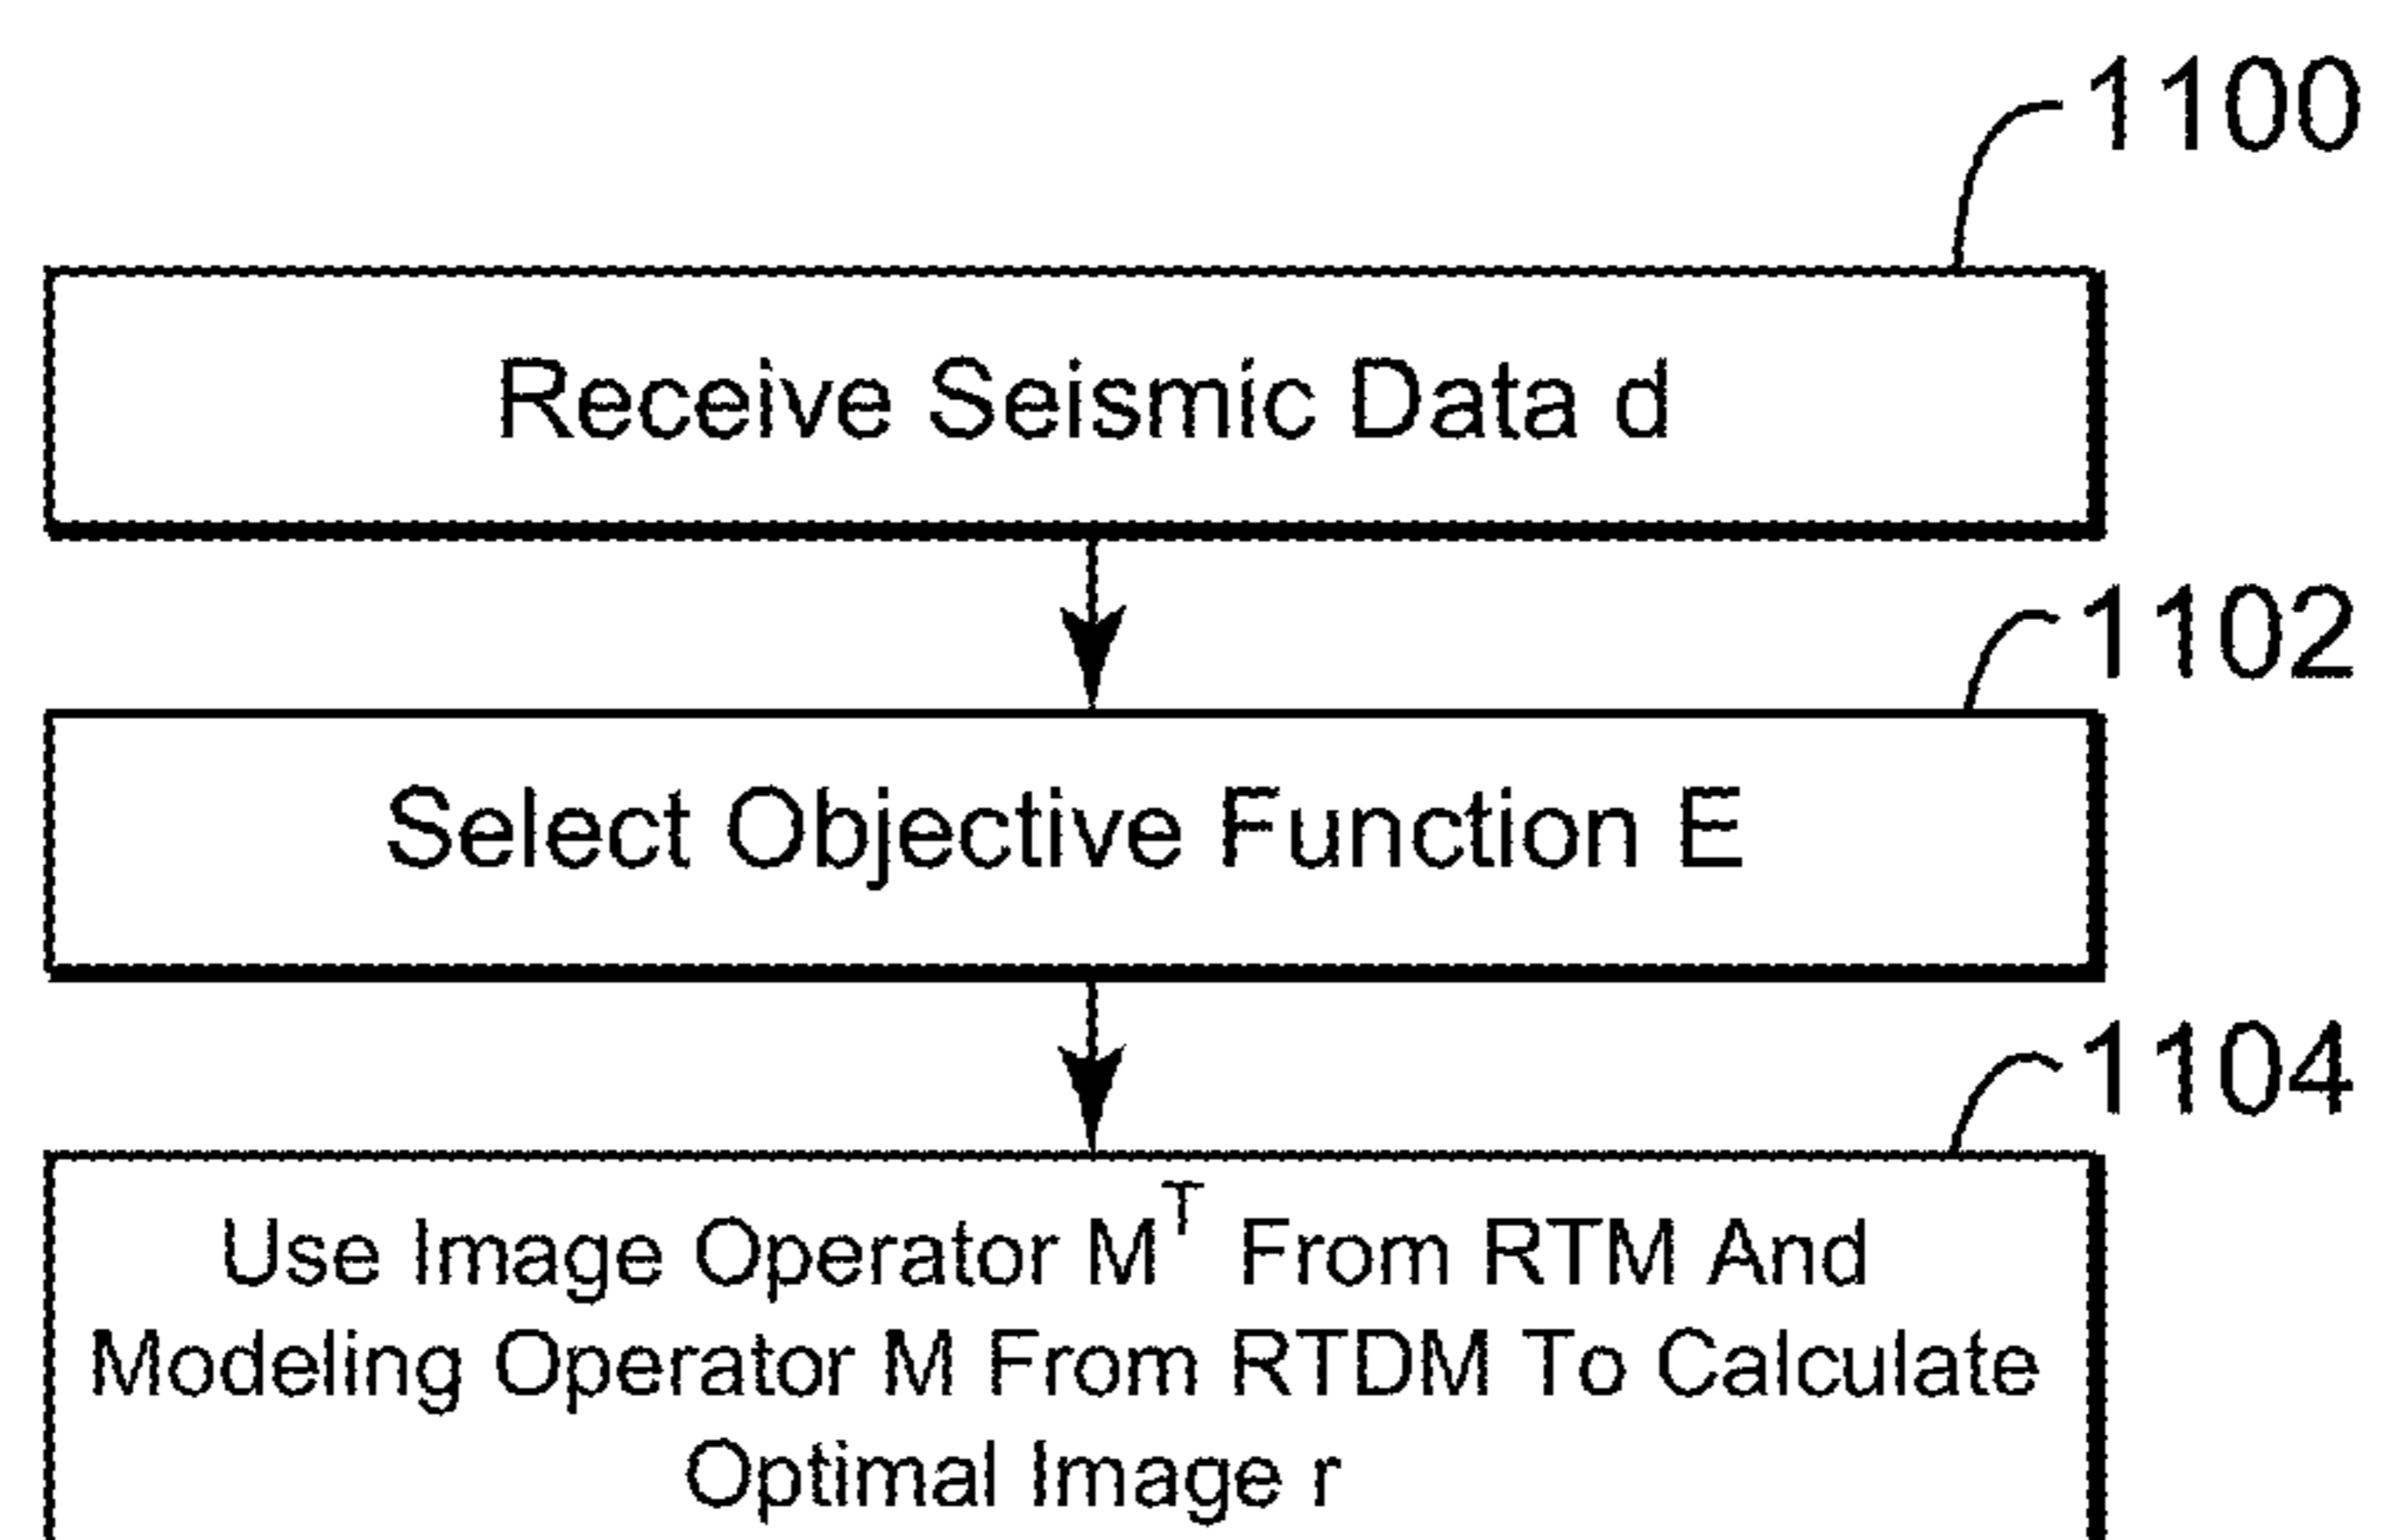 1100
Receive Seismic Data d
1102
Select Objective Function E
1104
Use Image Operator M^T From RTM And
Modeling Operator M From RTDM To Calculate
Optimal Image r